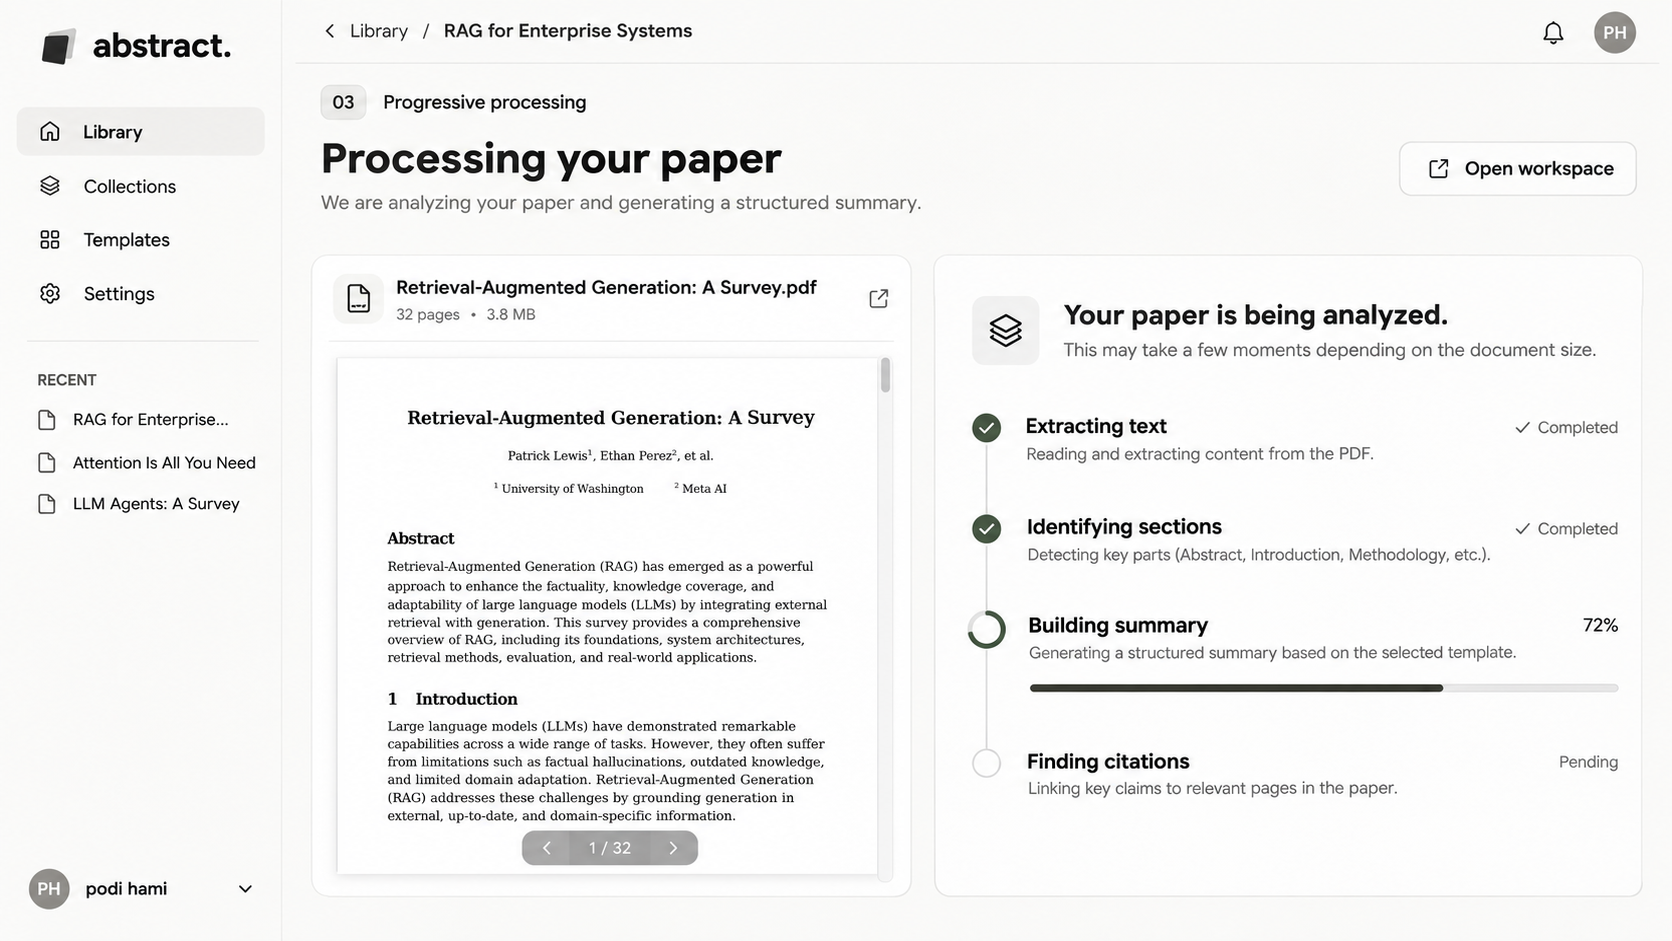 abstract.
Library
Collections
Templates
Settings
RECENT
RAG for Enterprise...
Attention Is All You Need
LLM Agents: A Survey
PH podi hami
Library / RAG for Enterprise Systems
PH
03 Progressive processing
Processing your paper
We are analyzing your paper and generating a structured summary.
Open workspace
Retrieval-Augmented Generation: A Survey.pdf
32 pages • 3.8 MB
Retrieval-Augmented Generation: A Survey
Patrick Lewis¹, Ethan Perez², et al.
¹ University of Washington ² Meta AI
Abstract
Retrieval-Augmented Generation (RAG) has emerged as a powerful
approach to enhance the factuality, knowledge coverage, and
adaptability of large language models (LLMs) by integrating external
retrieval with generation. This survey provides a comprehensive
overview of RAG, including its foundations, system architectures,
retrieval methods, evaluation, and real-world applications.
1 Introduction
Large language models (LLMs) have demonstrated remarkable
capabilities across a wide range of tasks. However, they often suffer
from limitations such as factual hallucinations, outdated knowledge,
and limited domain adaptation. Retrieval-Augmented Generation
(RAG) addresses these challenges by grounding generation in
external, up-to-date, and domain-specific information.
1 / 32
Your paper is being analyzed.
This may take a few moments depending on the document size.
Extracting text
Completed
Reading and extracting content from the PDF.
Identifying sections
Completed
Detecting key parts (Abstract, Introduction, Methodology, etc.).
Building summary
72%
Generating a structured summary based on the selected template.
Finding citations
Pending
Linking key claims to relevant pages in the paper.